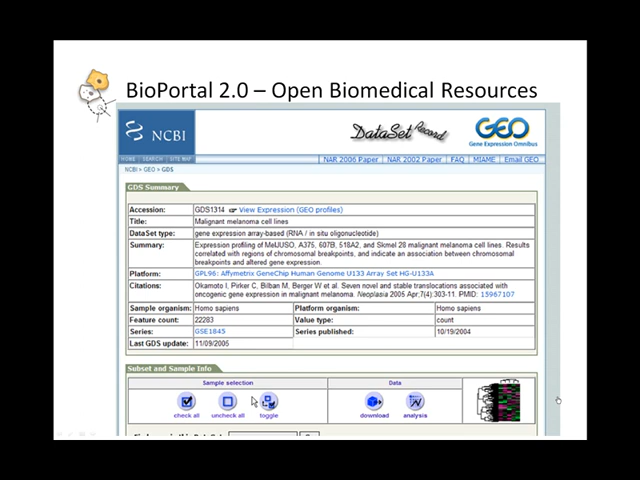 BioPortal 2.0 – Open Biomedical Resources
NCBI
DataSet Record
GEO
Gene Expression Omnibus
HOME | SEARCH | SITE MAP
NAR 2006 Paper | NAR 2002 Paper | FAQ | MIAME | Email GEO
NCBI > GEO > GDS
GDS Summary
Accession: GDS1314 View Expression (GEO profiles)
Title: Malignant melanoma cell lines
DataSet type: gene expression array-based (RNA / in situ oligonucleotide)
Summary: Expression profiling of MelJUSO, A375, 607B, 518A2, and Skmel 28 malignant melanoma cell lines. Results
correlated with regions of chromosomal breakpoints, and indicate an association between chromosomal
breakpoints and altered gene expression.
Platform: GPL96: Affymetrix GeneChip Human Genome U133 Array Set HG-U133A
Citations: Okamoto I, Pirker C, Bilban M, Berger W et al. Seven novel and stable translocations associated with
oncogenic gene expression in malignant melanoma. Neoplasia 2005 Apr;7(4):303-11. PMID: 15967107
Sample organism: Homo sapiens Platform organism: Homo sapiens
Feature count: 22283 Value type: count
Series: GSE1845 Series published: 10/19/2004
Last GDS update: 11/09/2005
Subset and Sample Info
Sample selection Data
check all uncheck all toggle download analysis